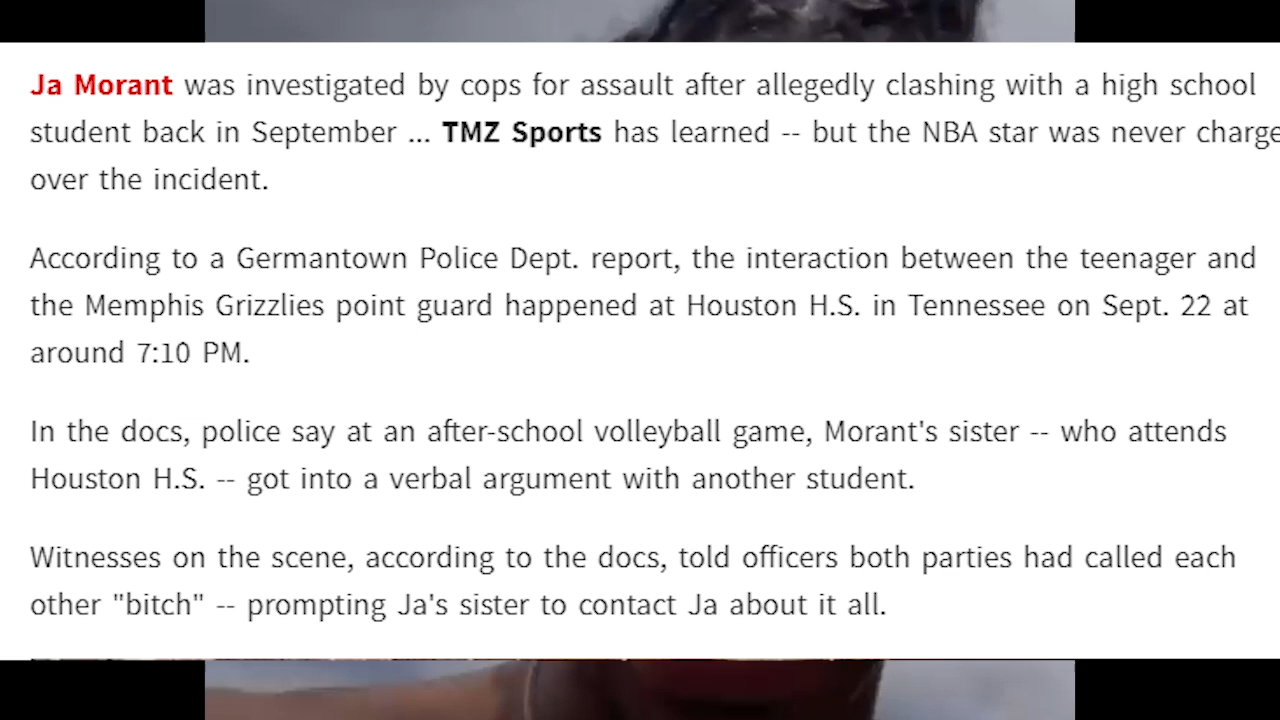 Ja Morant was investigated by cops for assault after allegedly clashing with a high school
student back in September ... TMZ Sports has learned -- but the NBA star was never charge
over the incident.
According to a Germantown Police Dept. report, the interaction between the teenager and
the Memphis Grizzlies point guard happened at Houston H.S. in Tennessee on Sept. 22 at
around 7:10 PM.
In the docs, police say at an after-school volleyball game, Morant's sister -- who attends
Houston H.S. -- got into a verbal argument with another student.
Witnesses on the scene, according to the docs, told officers both parties had called each
other "bitch" -- prompting Ja's sister to contact Ja about it all.